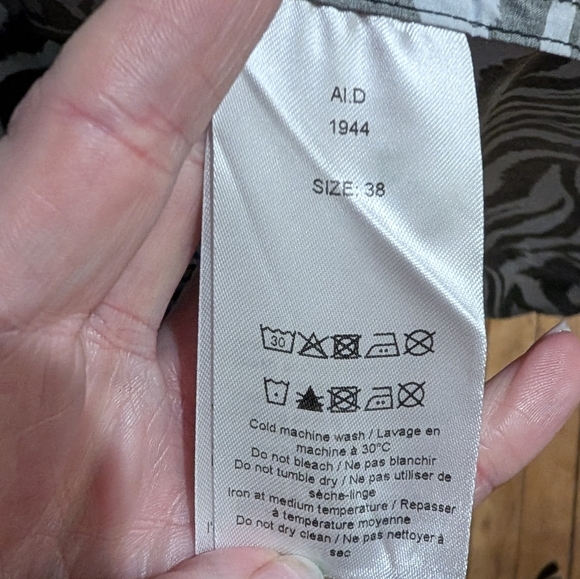 AI.D
1944
SIZE: 38
30
Cold machine wash / Lavage en
machine à 30°C
Do not bleach / Ne pas blanchir
Do not tumble dry / Ne pas utiliser de
sèche-linge
Iron at medium temperature / Repasser
à température moyenne
Do not dry clean / Ne pas nettoyer à
sec